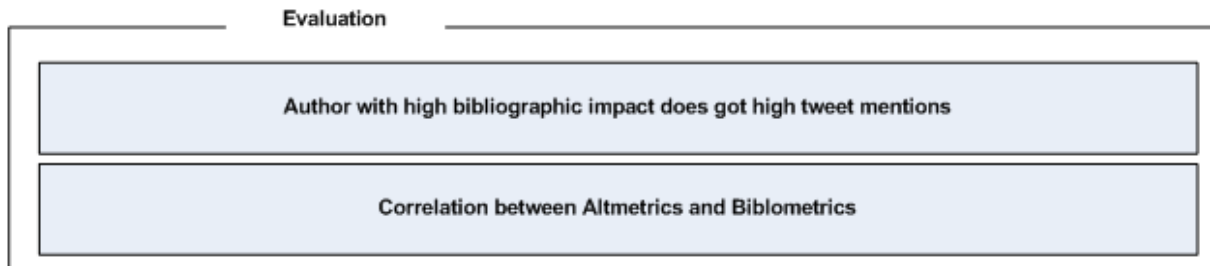 Evaluation
Author with high bibliographic impact does got high tweet mentions
Correlation between Altmetrics and Biblometrics